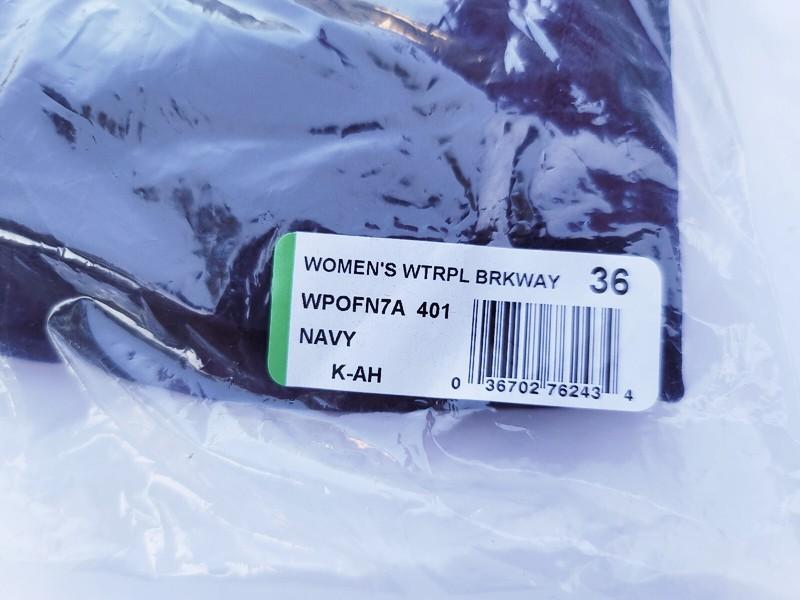 WOMEN'S WTRPL BRKWAY 36
WPOFN7A 401
NAVY
K-AH
0 36702 76243 4